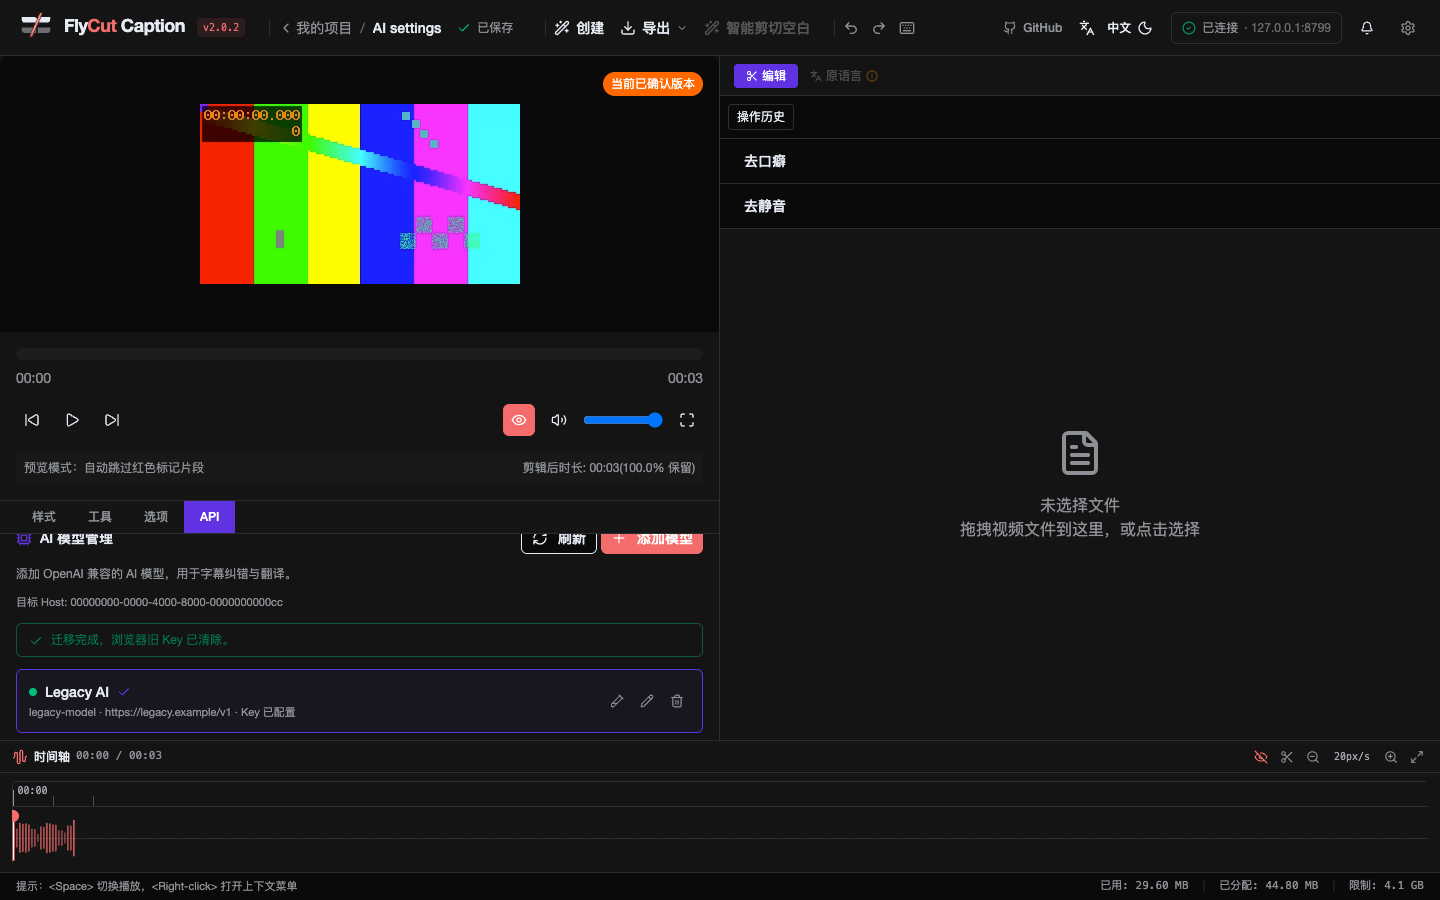 FlyCut Caption v2.0.2 我的项目 / AI settings 已保存 创建 导出 智能剪切空白 GitHub 中文 已连接 · 127.0.0.1:8799
当前已确认版本
00:00:00.000
0
00:00 00:03
预览模式：自动跳过红色标记片段 剪辑后时长: 00:03(100.0% 保留)
样式 工具 选项 API
AI 模型管理 刷新 添加模型
添加 OpenAI 兼容的 AI 模型，用于字幕纠错与翻译。
目标 Host: 00000000-0000-4000-8000-0000000000cc
迁移完成，浏览器旧 Key 已清除。
Legacy AI
legacy-model · https://legacy.example/v1 · Key 已配置
编辑 原语言
操作历史
去口癖
去静音
未选择文件
拖拽视频文件到这里，或点击选择
时间轴 00:00 / 00:03 20px/s
00:00
提示：<Space> 切换播放，<Right-click> 打开上下文菜单 已用: 29.60 MB 已分配: 44.80 MB 限制: 4.1 GB